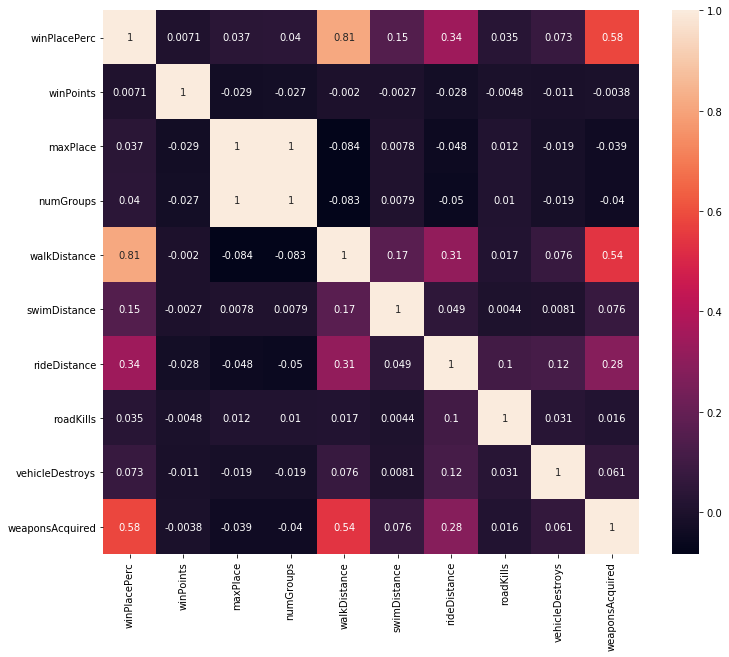 winPlacePerc 1 0.0071 0.037 0.04 0.81 0.15 0.34 0.035 0.073 0.58
winPoints 0.0071 1 -0.029 -0.027 -0.002 -0.0027 -0.028 -0.0048 -0.011 -0.0038
maxPlace 0.037 -0.029 1 1 -0.084 0.0078 -0.048 0.012 -0.019 -0.039
numGroups 0.04 -0.027 1 1 -0.083 0.0079 -0.05 0.01 -0.019 -0.04
walkDistance 0.81 -0.002 -0.084 -0.083 1 0.17 0.31 0.017 0.076 0.54
swimDistance 0.15 -0.0027 0.0078 0.0079 0.17 1 0.049 0.0044 0.0081 0.076
rideDistance 0.34 -0.028 -0.048 -0.05 0.31 0.049 1 0.1 0.12 0.28
roadKills 0.035 -0.0048 0.012 0.01 0.017 0.0044 0.1 1 0.031 0.016
vehicleDestroys 0.073 -0.011 -0.019 -0.019 0.076 0.0081 0.12 0.031 1 0.061
weaponsAcquired 0.58 -0.0038 -0.039 -0.04 0.54 0.076 0.28 0.016 0.061 1
winPlacePerc
winPoints
maxPlace
numGroups
walkDistance
swimDistance
rideDistance
roadKills
vehicleDestroys
weaponsAcquired
1.0
0.8
0.6
0.4
0.2
0.0